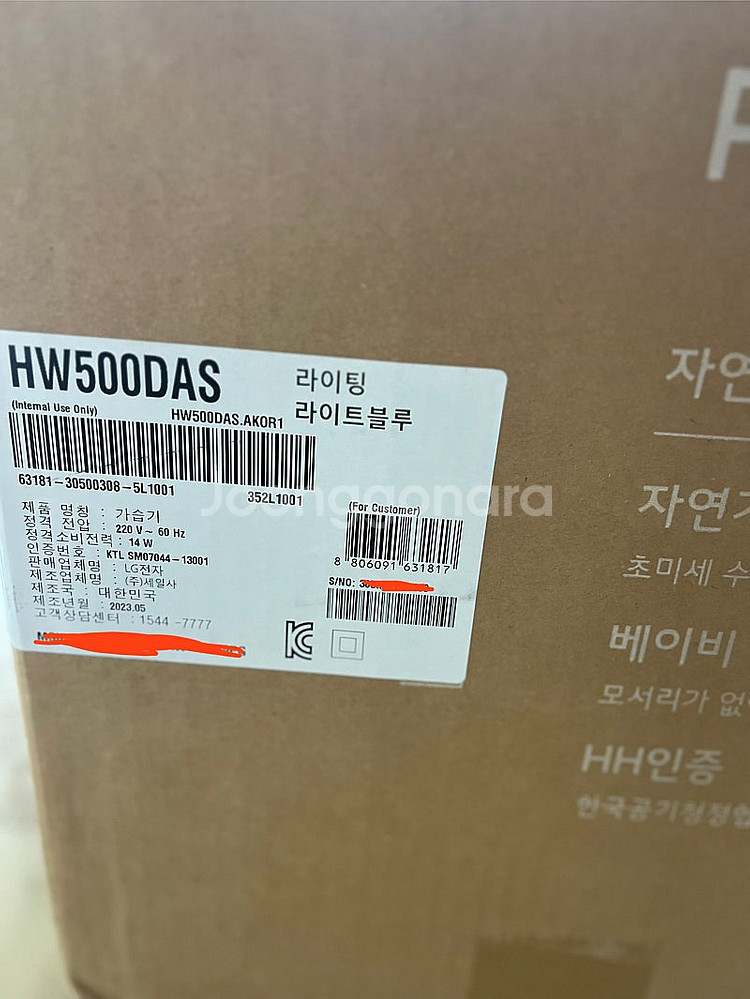 HW500DAS
라이팅
라이트블루
(Internal Use Only)
HW500DAS.AKOR1
63181-30500308-5L1001
352L1001
제품 명칭 : 가습기
정격 전압 : 220 V~ 60 Hz
정격소비전력 : 14 W
인증번호 : KTL SM07044-13001
판매업체명 : LG전자
제조업체명 : (주)세일사
제조국 : 대한민국
제조년월 : 2023.05
고객상담센터 : 1544-7777
(For Customer)
8 806091 631817
S/NO:
Joonggonara
자연
자연
초미세 수
베이비
모서리가 없
HH인증
한국공기청정협